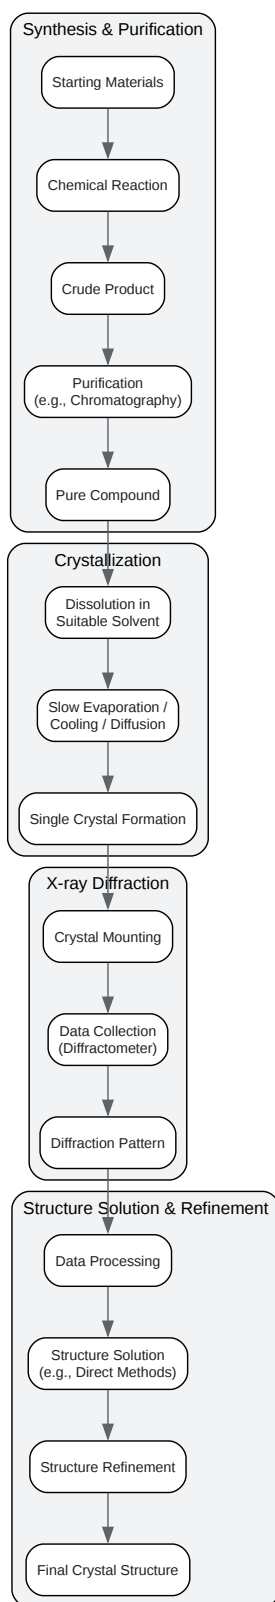 Synthesis & Purification
Starting Materials
Chemical Reaction
Crude Product
Purification
(e.g., Chromatography)
Pure Compound
Crystallization
Dissolution in
Suitable Solvent
Slow Evaporation /
Cooling / Diffusion
Single Crystal Formation
X-ray Diffraction
Crystal Mounting
Data Collection
(Diffractometer)
Diffraction Pattern
Structure Solution & Refinement
Data Processing
Structure Solution
(e.g., Direct Methods)
Structure Refinement
Final Crystal Structure